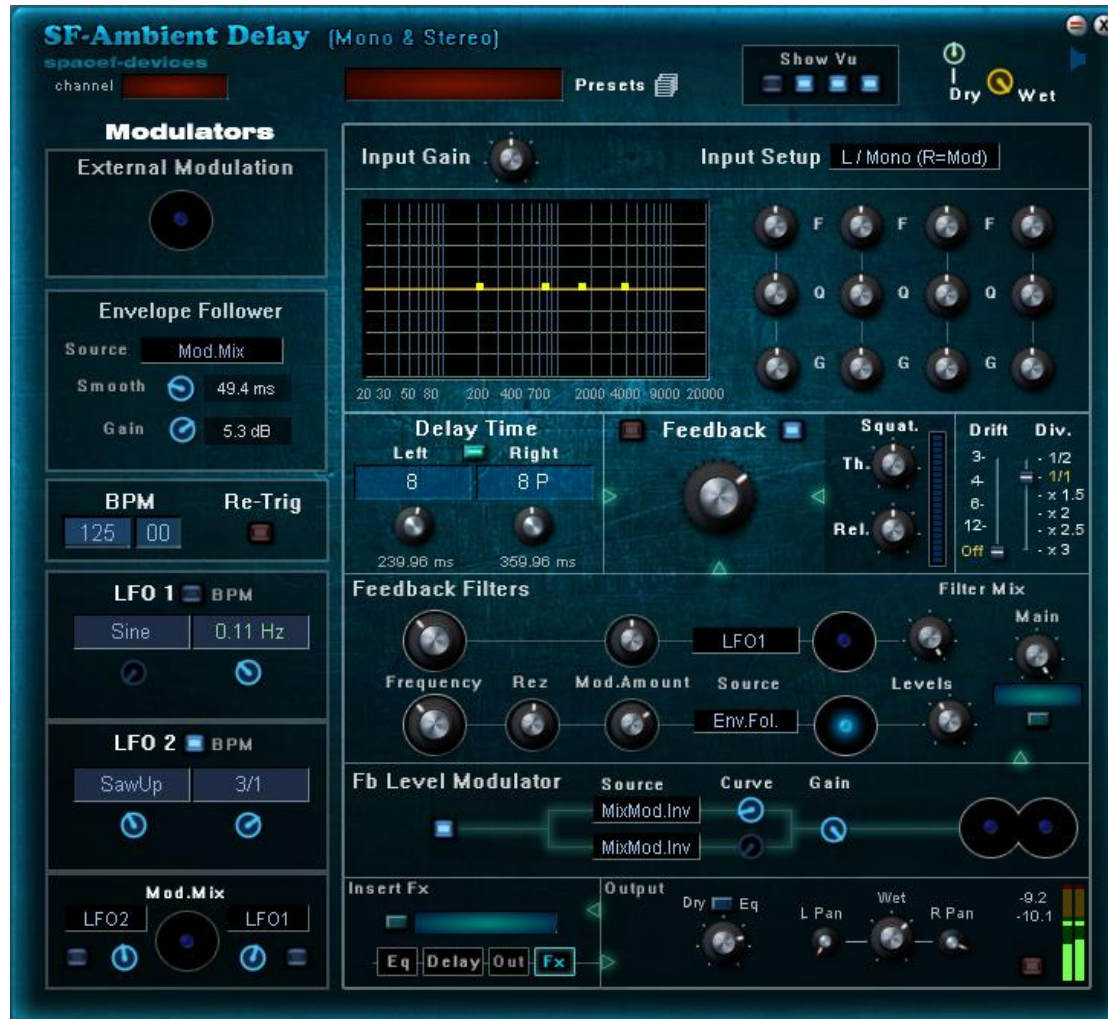 SF-Ambient Delay (Mono & Stereo)
spacef-devices
channel
Presets
Show Vu
Dry Wet
Modulators
External Modulation
Envelope Follower
Source Mod.Mix
Smooth 49.4 ms
Gain 5.3 dB
BPM Re-Trig
125 00
LFO 1 BPM
Sine 0.11 Hz
LFO 2 BPM
SawUp 3/1
Mod.Mix
LFO2 LFO1
Input Gain
Input Setup L / Mono (R=Mod)
F F F
Q Q Q
G G G
20 30 50 80 200 400 700 2000 4000 9000 20000
Delay Time
Left Right
8 8 P
239.96 ms 359.96 ms
Feedback
Squat.
Th.
Rel.
Drift Div.
3- - 1/2
4- - 1/1
6- - x 1.5
12- - x 2
- x 2.5
Off - x 3
Feedback Filters
Filter Mix
Main
LFO1
Frequency Rez Mod.Amount Source Levels
Env.Fol.
Fb Level Modulator
Source Curve Gain
MixMod.Inv
MixMod.Inv
Insert Fx
Eq Delay Out Fx
Output
Dry Eq
L Pan Wet R Pan
-9.2
-10.1